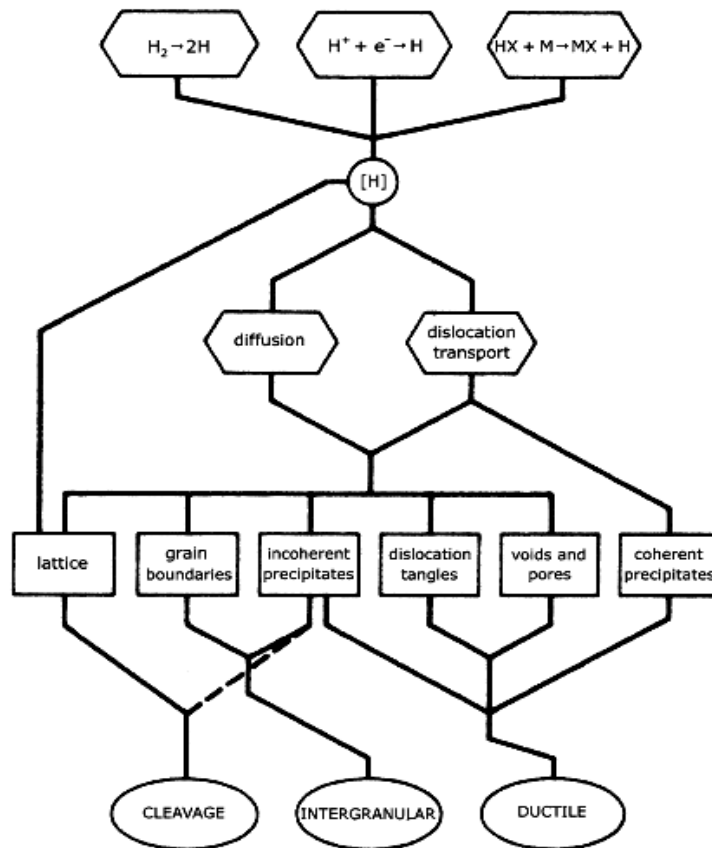 H₂→2H
H⁺ + e⁻→ H
HX + M→MX + H
[H]
diffusion
dislocation
transport
lattice
grain
boundaries
incoherent
precipitates
dislocation
tangles
voids and
pores
coherent
precipitates
CLEAVAGE
INTERGRANULAR
DUCTILE